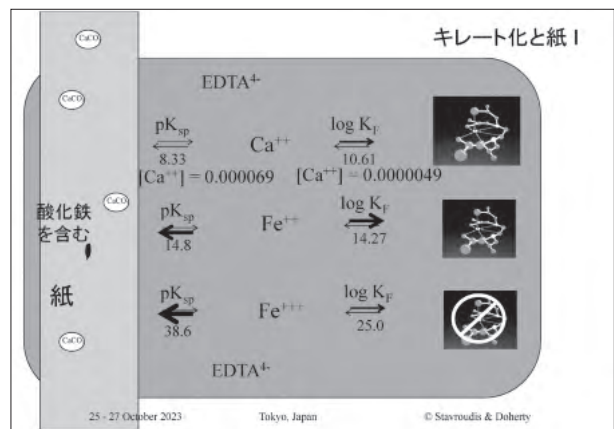 キレート化と紙 I
CaCO
EDTA4-
CaCO
pKsp
8.33
Ca++
log KF
10.61
[Ca++] = 0.000069
[Ca++] = 0.0000049
CaCO
酸化鉄
を含む
pKsp
14.8
Fe++
log KF
14.27
紙
pKsp
38.6
Fe+++
log KF
25.0
CaCO
EDTA4-
25 - 27 October 2023
Tokyo, Japan
© Stavroudis & Doherty